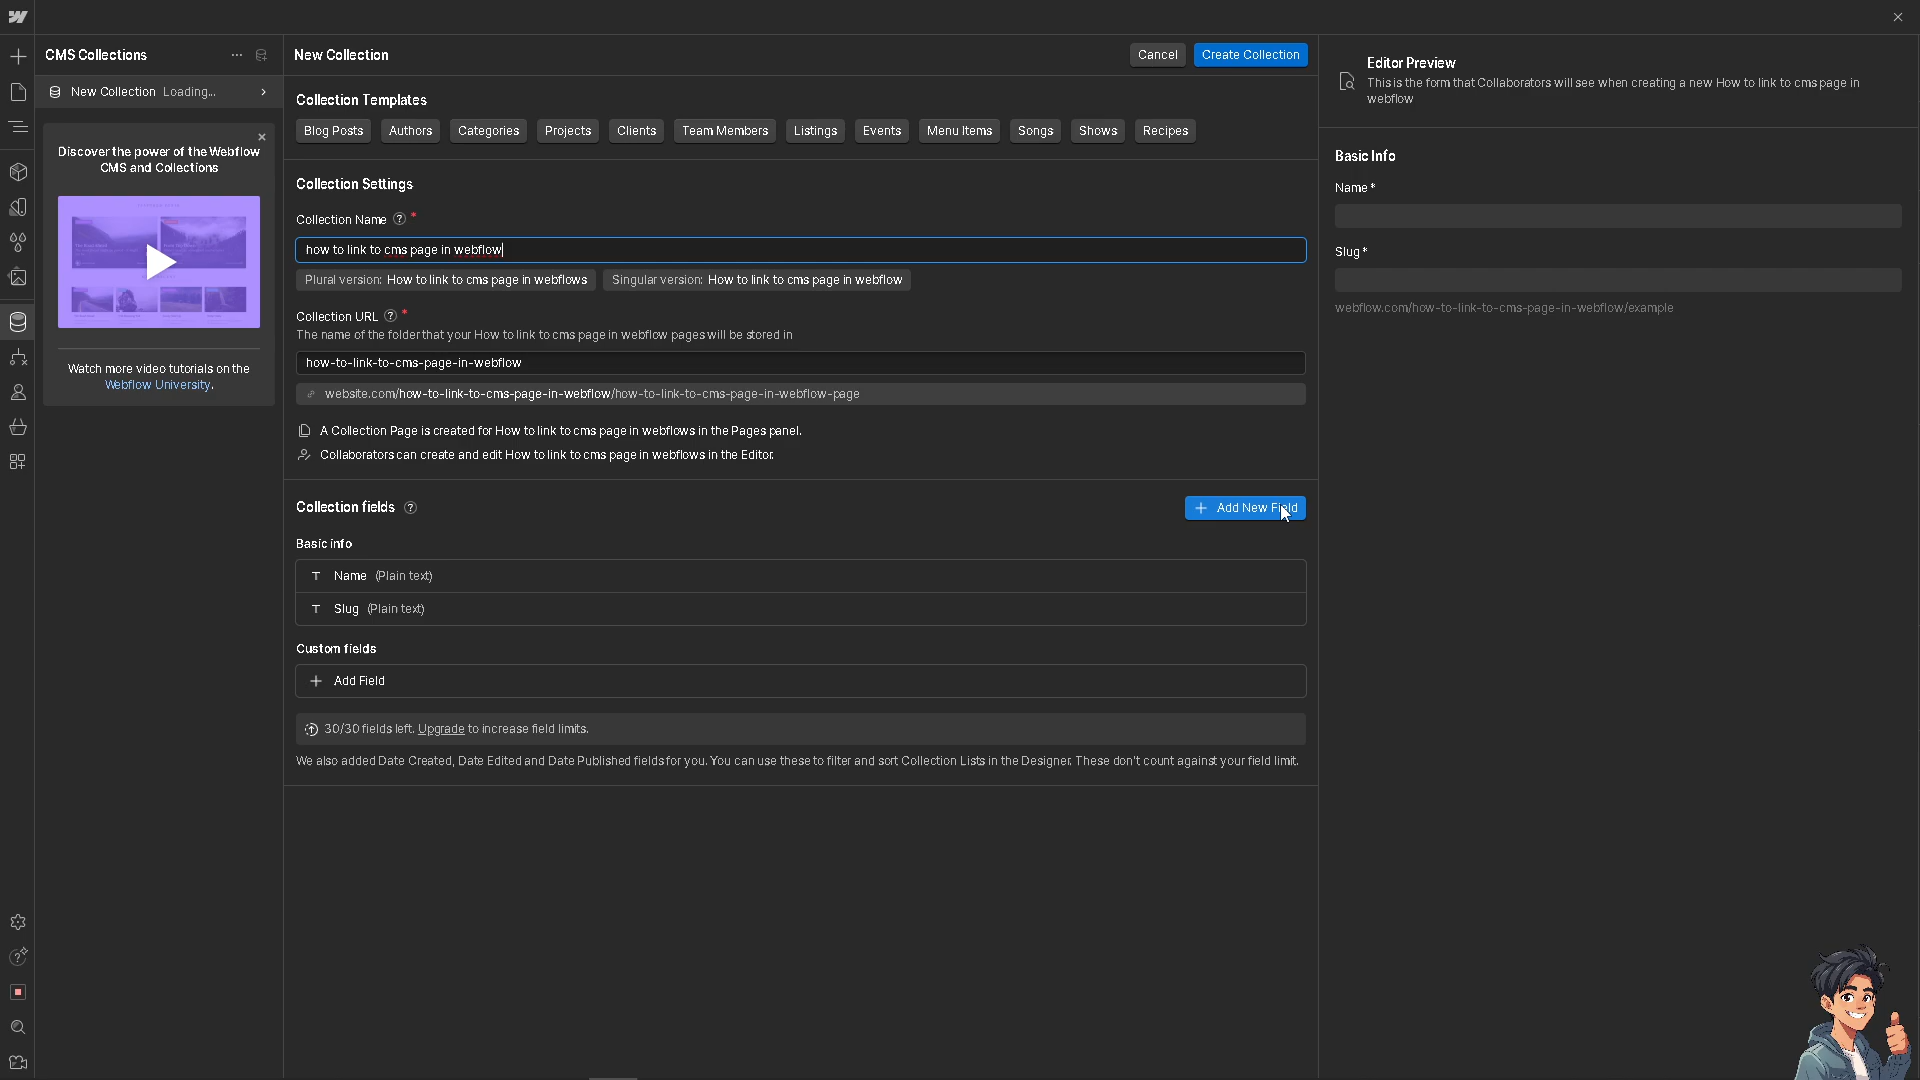 CMS Collections
New Collection Loading...
Discover the power of the Webflow
CMS and Collections
Watch more video tutorials on the
Webflow University.
New Collection
Cancel
Create Collection
Collection Templates
Blog Posts
Authors
Categories
Projects
Clients
Team Members
Listings
Events
Menu Items
Songs
Shows
Recipes
Collection Settings
Collection Name ? *
how to link to cms page in webflow
Plural version: How to link to cms page in webflows
Singular version: How to link to cms page in webflow
Collection URL ? *
The name of the folder that your How to link to cms page in webflow pages will be stored in
how-to-link-to-cms-page-in-webflow
website.com/how-to-link-to-cms-page-in-webflow/how-to-link-to-cms-page-in-webflow-page
A Collection Page is created for How to link to cms page in webflows in the Pages panel.
Collaborators can create and edit How to link to cms page in webflows in the Editor.
Collection fields ?
+ Add New Field
Basic info
T Name (Plain text)
T Slug (Plain text)
Custom fields
+ Add Field
30/30 fields left. Upgrade to increase field limits.
We also added Date Created, Date Edited and Date Published fields for you. You can use these to filter and sort Collection Lists in the Designer. These don't count against your field limit.
Editor Preview
This is the form that Collaborators will see when creating a new How to link to cms page in
webflow
Basic Info
Name *
Slug *
webflow.com/how-to-link-to-cms-page-in-webflow/example